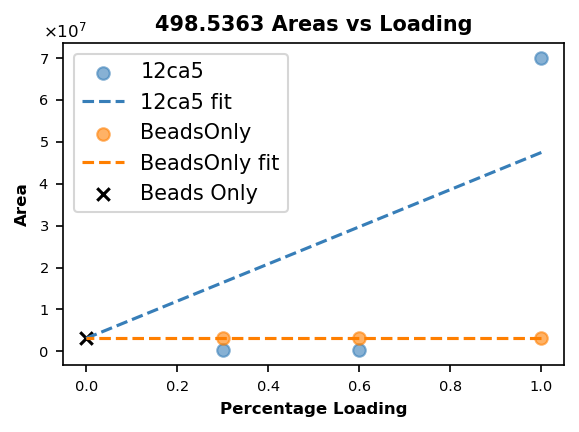 498.5363 Areas vs Loading
×10⁷
7
6
5
4
3
2
1
0
Area
12ca5
12ca5 fit
BeadsOnly
BeadsOnly fit
Beads Only
0.0 0.2 0.4 0.6 0.8 1.0
Percentage Loading